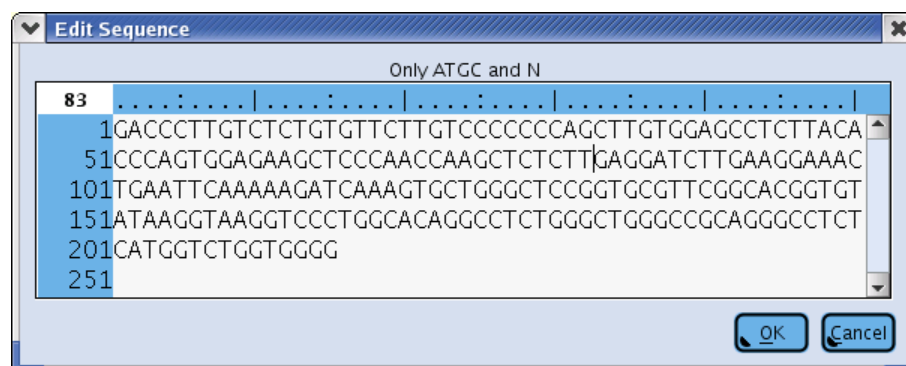 Edit Sequence
Only ATGC and N
83 ....:....|....:....|....:....|....:....|....:....|
1GACCCTTGTCTCTGTGTTCTTGTCCCCCCCAGCTTGTGGAGCCTCTTACA
51CCCAGTGGAGAAGCTCCCAACCAAGCTCTCTTGAGGATCTTGAAGGAAAC
101TGAATTCAAAAAGATCAAAGTGCTGGGCTCCGGTGCGTTCGGCACGGTGT
151ATAAGGTAAGGTCCCTGGCACAGGCCTCTGGGCTGGGCCGCAGGGCCTCT
201CATGGTCTGGTGGGG
251
OK Cancel